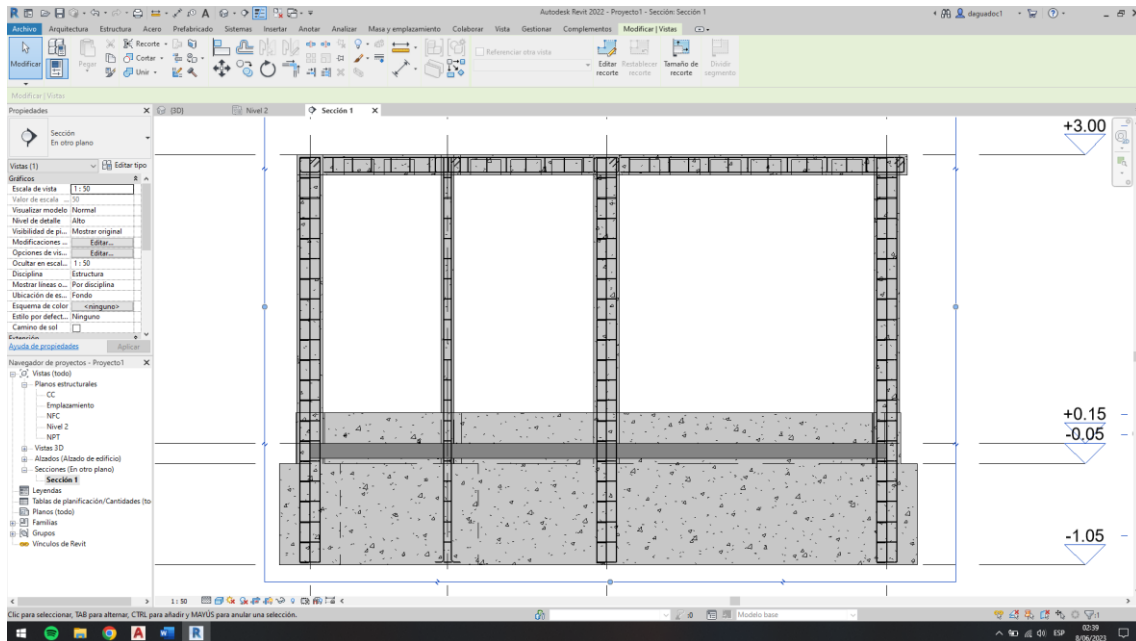 Autodesk Revit 2022 - Proyecto1 - Sección: Sección 1
deguadoc1
Archivo Arquitectura Estructura Acero Prefabricado Sistemas Insertar Anotar Analizar Masa y emplazamiento Colaborar Vista Gestionar Complementos Modificar | Vistas
Modificar
Pegar
Recorte
Cortar
Unir
Referenciar otra vista
Editar recorte
Restablecer recorte
Tamaño de recorte
Dividir segmento
Modificar | Vistas
Propiedades
{3D}
Nivel 2
Sección 1
Sección
En otro plano
Vistas (1)
Editar tipo
Gráficos
Escala de vista 1 : 50
Valor de escala ... 50
Visualizar modelo Normal
Nivel de detalle Alto
Visibilidad de pi... Mostrar original
Modificaciones ... Editar...
Opciones de vis... Editar...
Ocultar en escal... 1 : 50
Disciplina Estructura
Mostrar líneas o... Por disciplina
Ubicación de es... Fondo
Esquema de color <ninguno>
Estilo por defect... Ninguno
Camino de sol
Extensión
Ayuda de propiedades Aplicar
Navegador de proyectos - Proyecto1
Vistas (todo)
Planos estructurales
CC
Emplazamiento
NFC
Nivel 2
NPT
Vistas 3D
Alzados (Alzado de edificio)
Secciones (En otro plano)
Sección 1
Leyendas
Tablas de planificación/Cantidades (to
Planos (todo)
Familias
Grupos
Vínculos de Revit
+3.00
+0.15
-0.05
-1.05
1 : 50
Clic para seleccionar, TAB para alternar, CTRL para añadir y MAYÚS para anular una selección.
:0
Modelo base
:1
ESP
02:39
8/06/2023